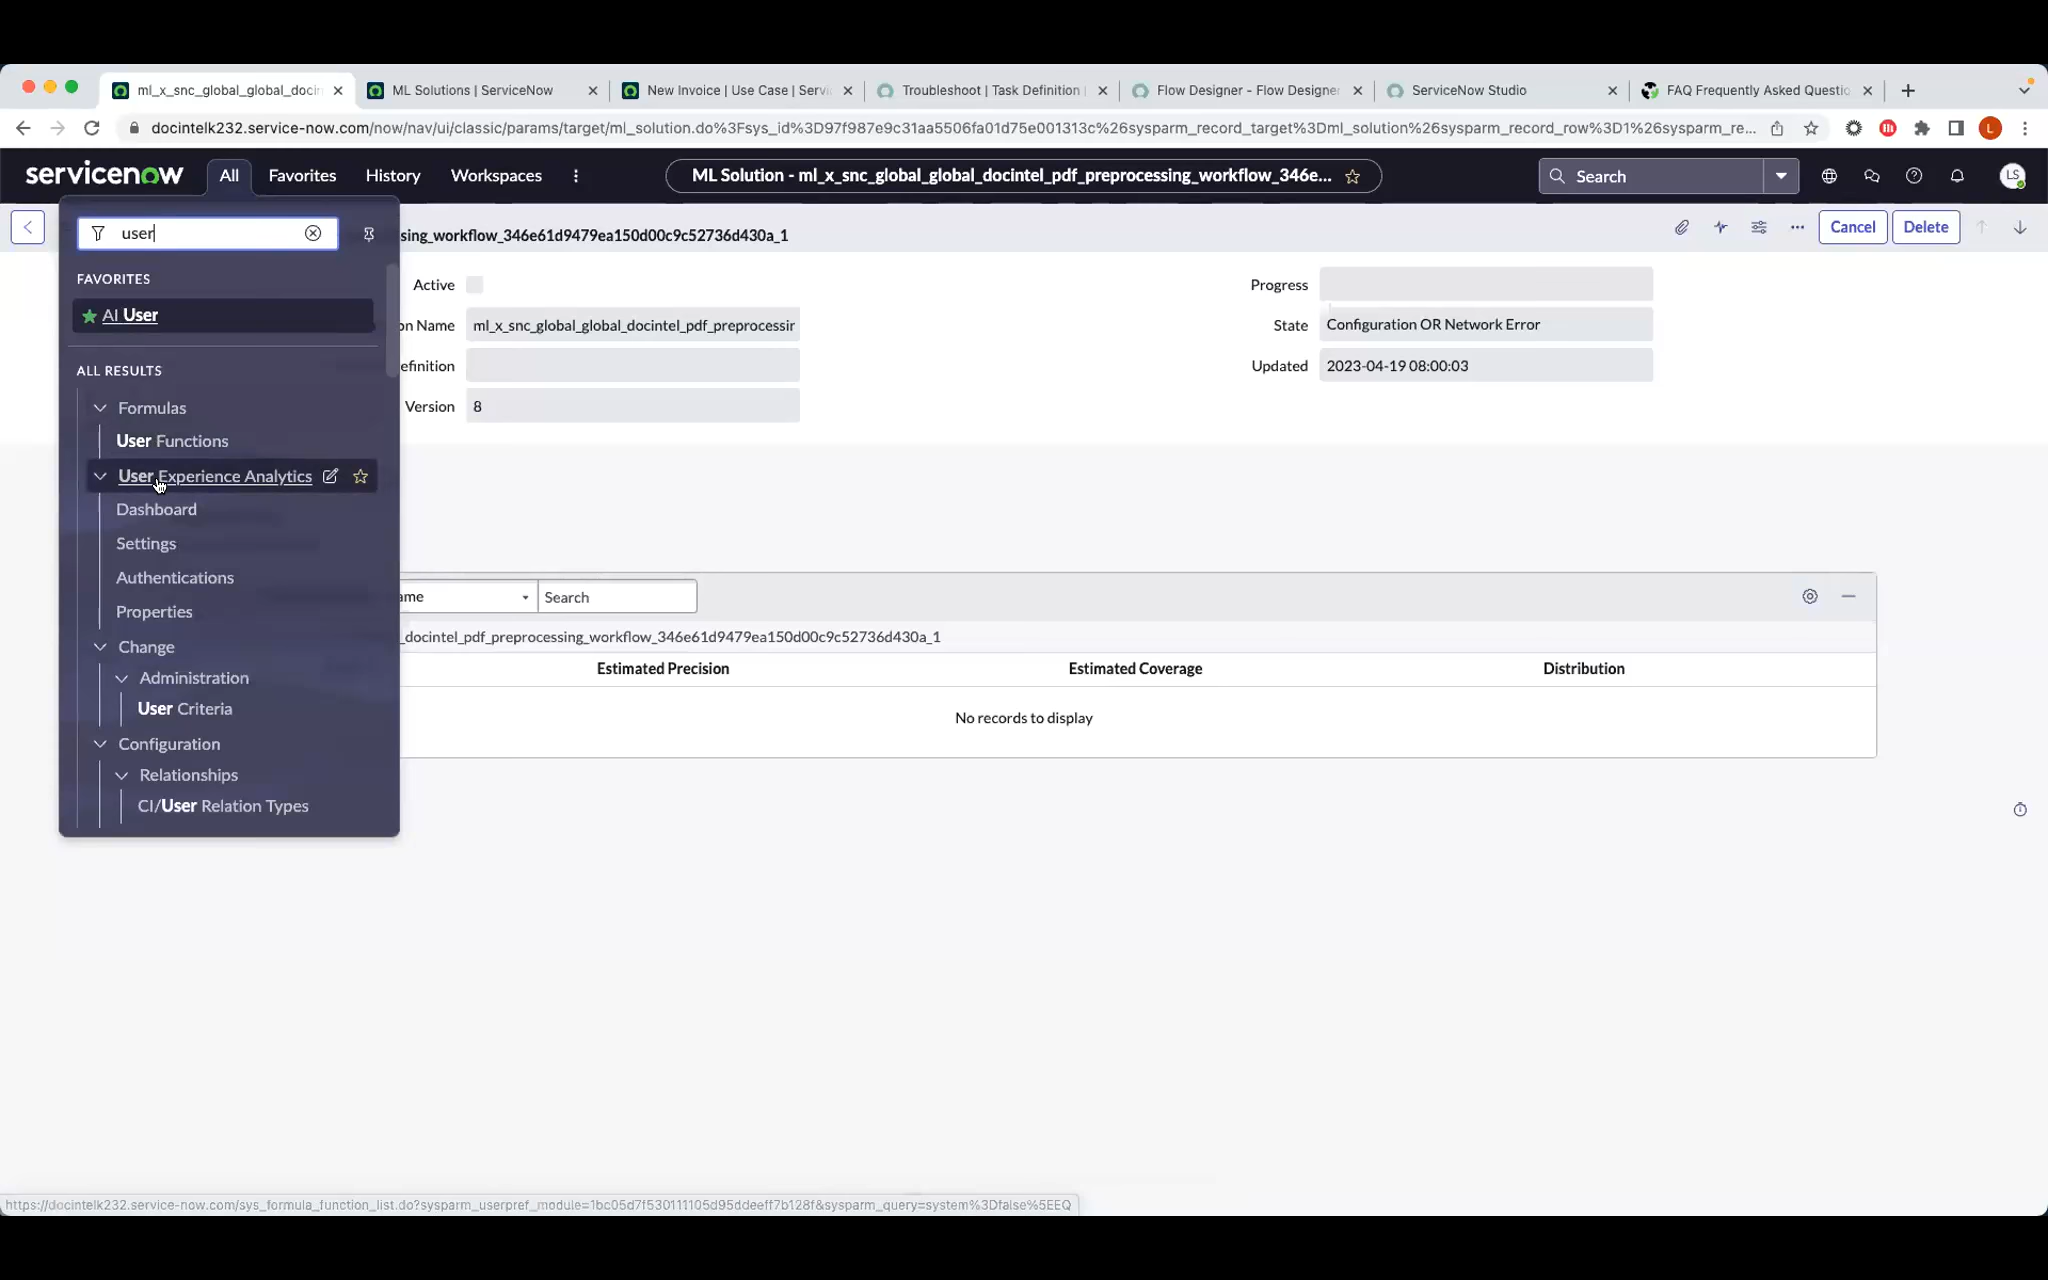 ml_x_snc_global_global_docin
ML Solutions | ServiceNow
New Invoice | Use Case | Servi
Troubleshoot | Task Definition
Flow Designer - Flow Designer
ServiceNow Studio
FAQ Frequently Asked Questio
docintelk232.service-now.com/now/nav/ui/classic/params/target/ml_solution.do%3Fsys_id%3D97f987e9c31aa5506fa01d75e001313c%26sysparm_record_target%3Dml_solution%26sysparm_record_row%3D1%26sysparm_re...
L
servicenow
All
Favorites
History
Workspaces
ML Solution - ml_x_snc_global_global_docintel_pdf_preprocessing_workflow_346e...
Search
LS
user
sing_workflow_346e61d9479ea150d00c9c52736d430a_1
Cancel
Delete
FAVORITES
AI User
ALL RESULTS
Formulas
User Functions
User Experience Analytics
Dashboard
Settings
Authentications
Properties
Change
Administration
User Criteria
Configuration
Relationships
CI/User Relation Types
Active
on Name
ml_x_snc_global_global_docintel_pdf_preprocessir
efinition
Version
8
Progress
State
Configuration OR Network Error
Updated
2023-04-19 08:00:03
ame
Search
_docintel_pdf_preprocessing_workflow_346e61d9479ea150d00c9c52736d430a_1
Estimated Precision
Estimated Coverage
Distribution
No records to display
https://docintelk232.service-now.com/sys_formula_function_list.do?sysparm_userpref_module=1bc05d7f530111105d95ddeeff7b128f&sysparm_query=system%3Dfalse%5EEQ